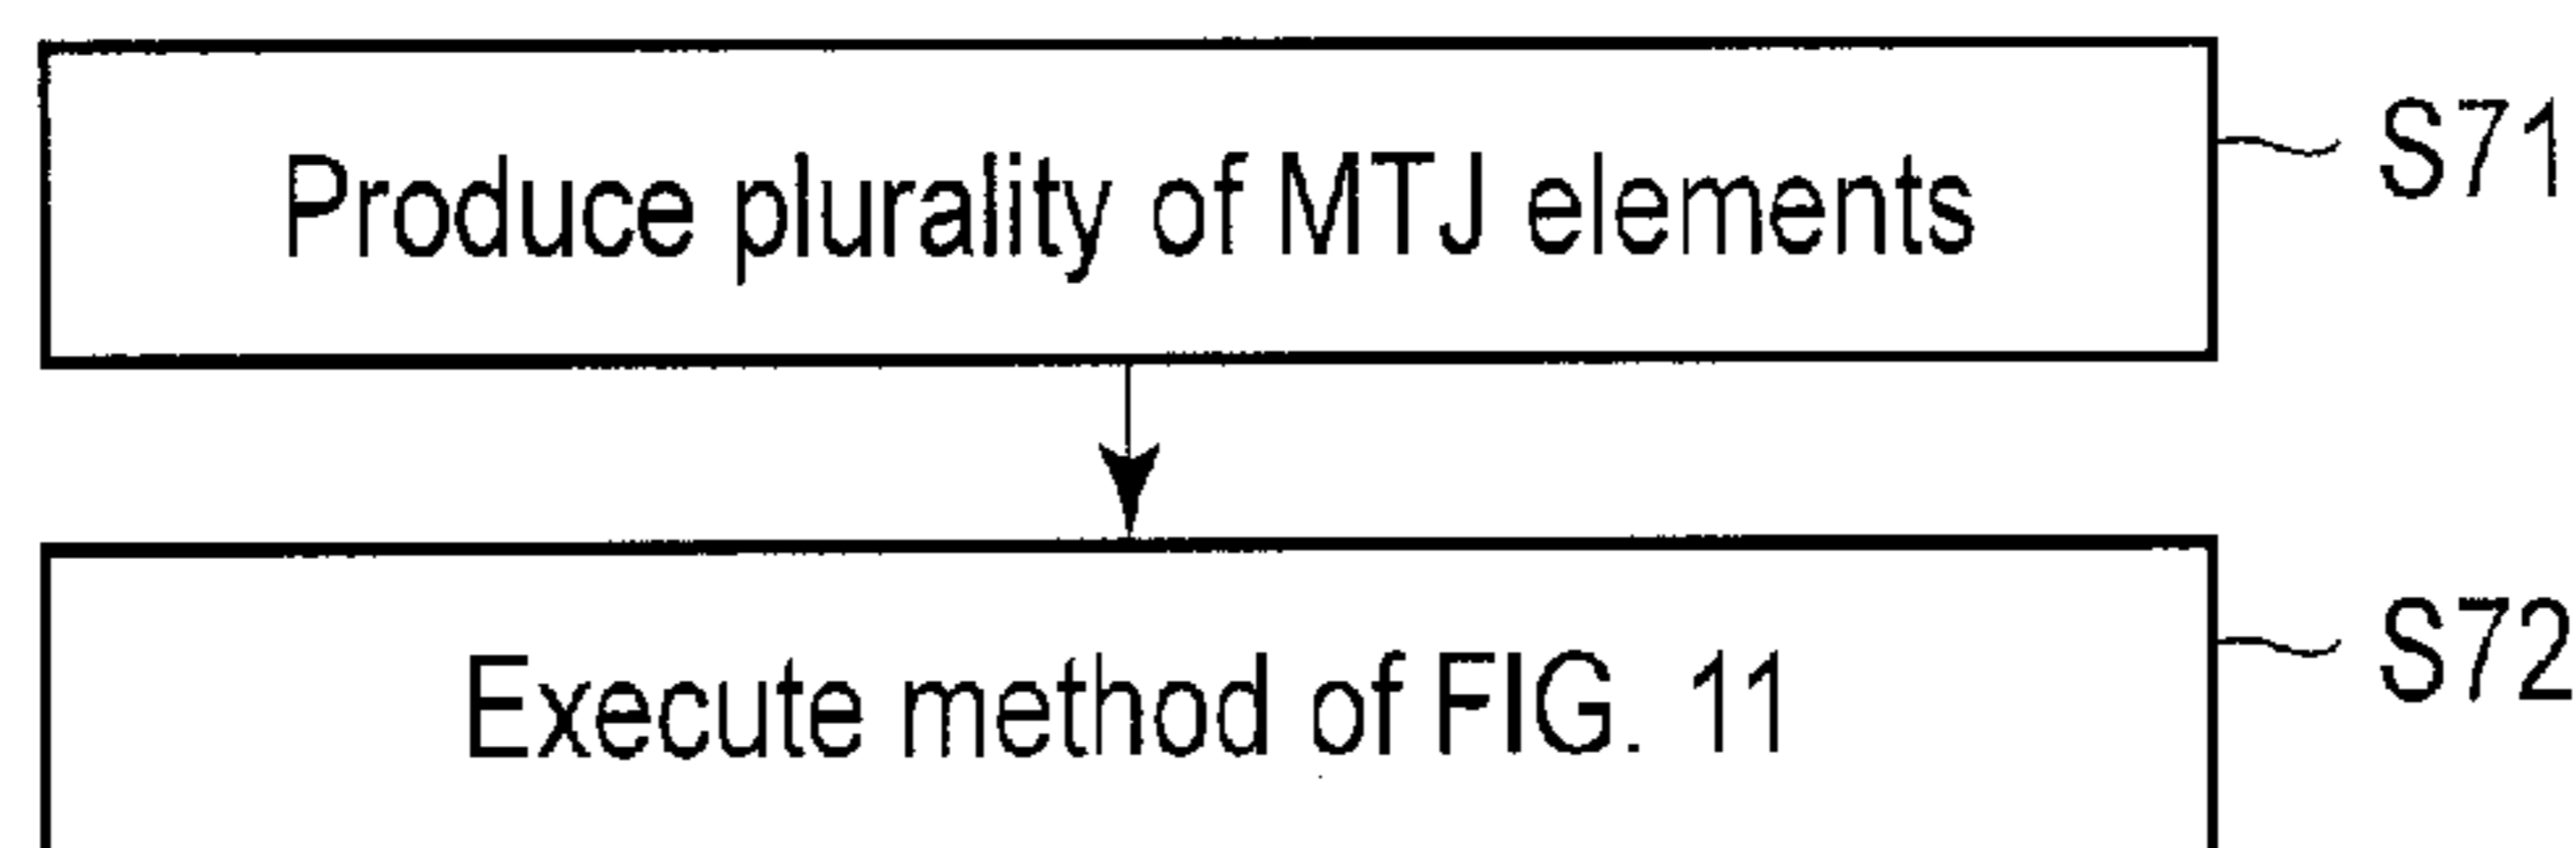 Produce plurality of MTJ elements
S71
Execute method of FIG. 11
S72